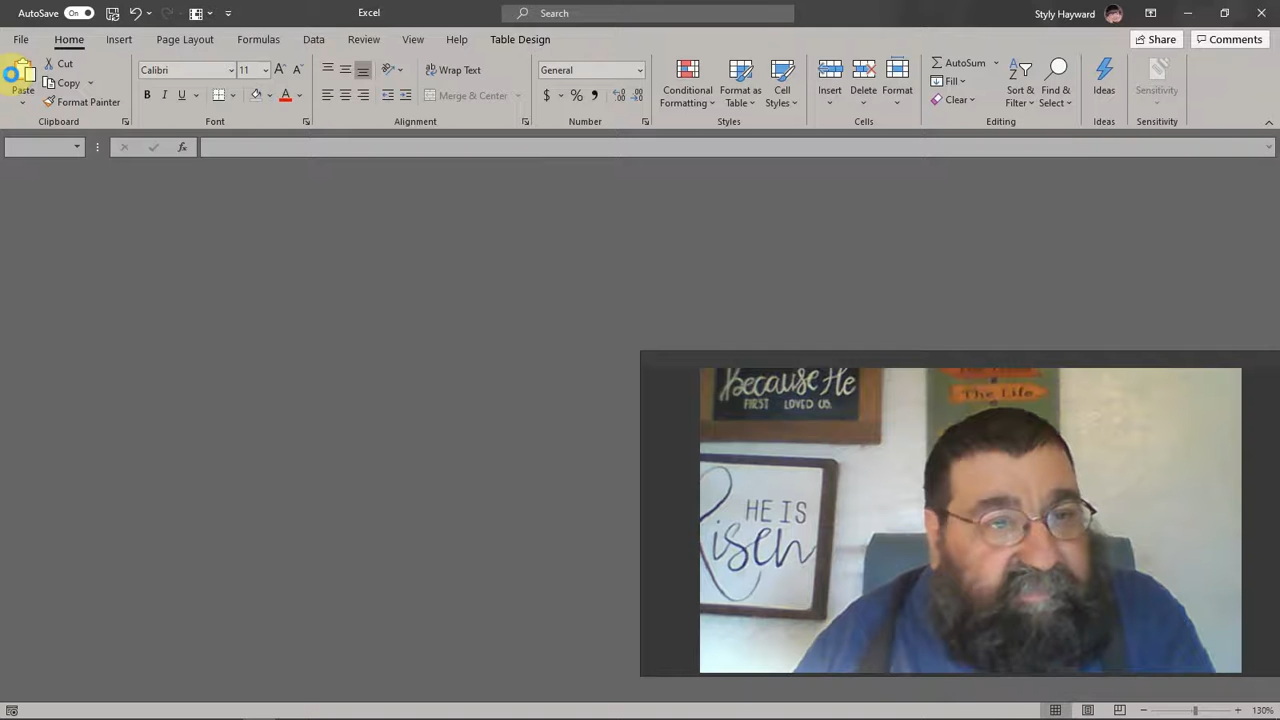 AutoSave On Excel Search Styly Hayward
File Home Insert Page Layout Formulas Data Review View Help Table Design Share Comments
Paste Cut Copy Format Painter Clipboard
Calibri 11 B I U Font
Wrap Text Merge & Center Alignment
General $ % , Number
Conditional Formatting Format as Table Cell Styles Styles
Insert Delete Format Cells
AutoSum Fill Clear Sort & Filter Find & Select Editing
Ideas Ideas
Sensitivity Sensitivity
fx
Because He
FIRST LOVED US.
The Life
HE IS
Risen
130%